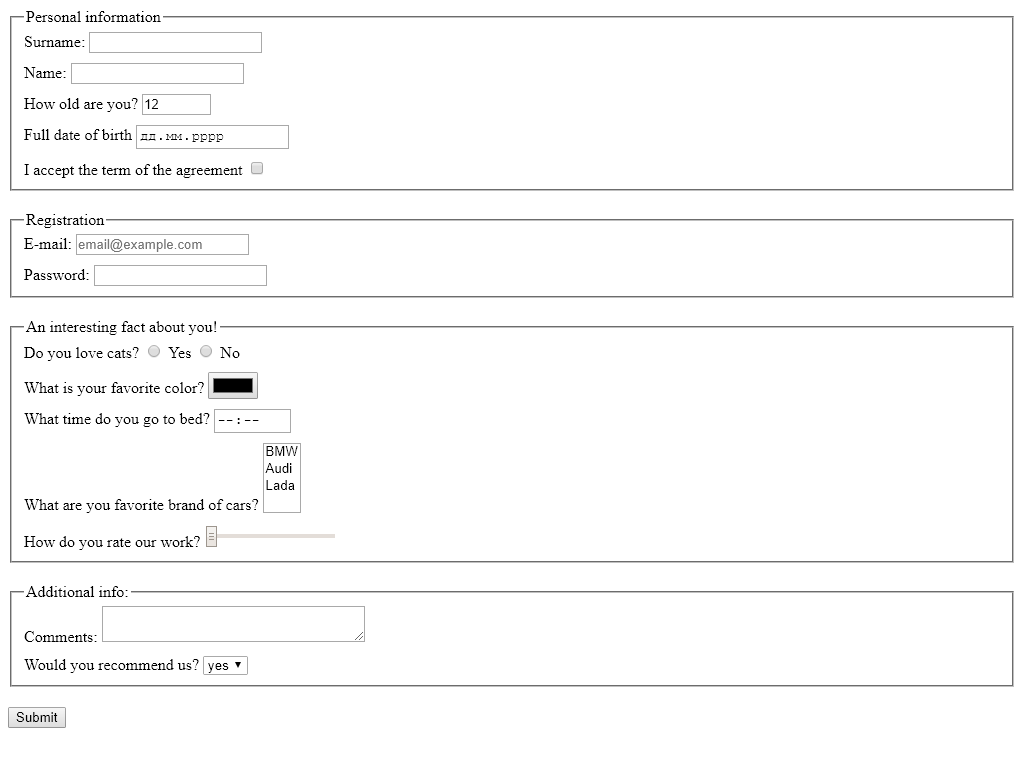 Personal information
Surname:
Name:
How old are you? 12
Full date of birth дд.мм.рррр
I accept the term of the agreement
Registration
E-mail: email@example.com
Password:
An interesting fact about you!
Do you love cats? Yes No
What is your favorite color?
What time do you go to bed? --:--
BMW
Audi
Lada
What are you favorite brand of cars?
How do you rate our work?
Additional info:
Comments:
Would you recommend us? yes
Submit